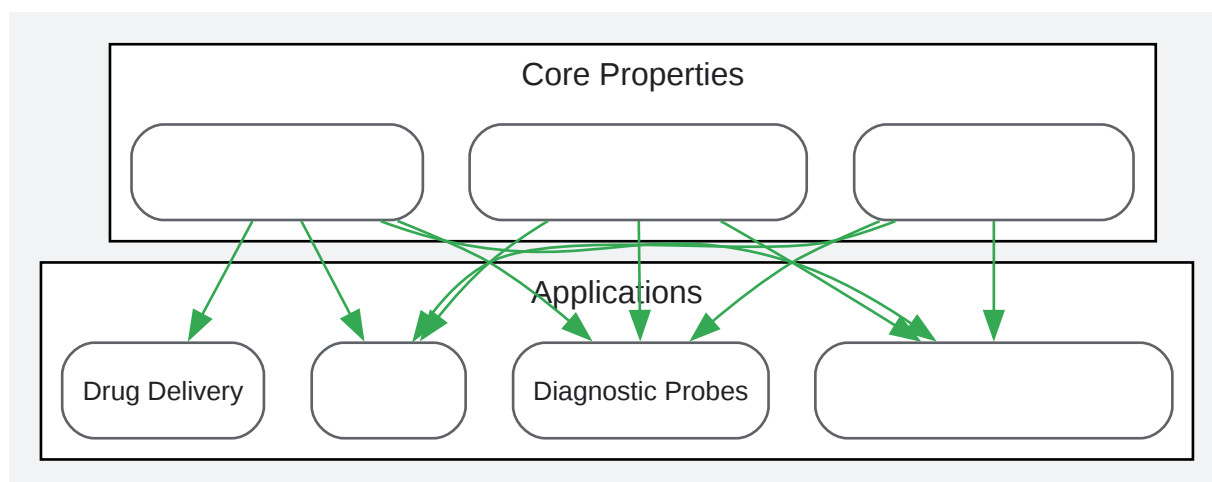 Core Properties
Applications
Drug Delivery
Diagnostic Probes